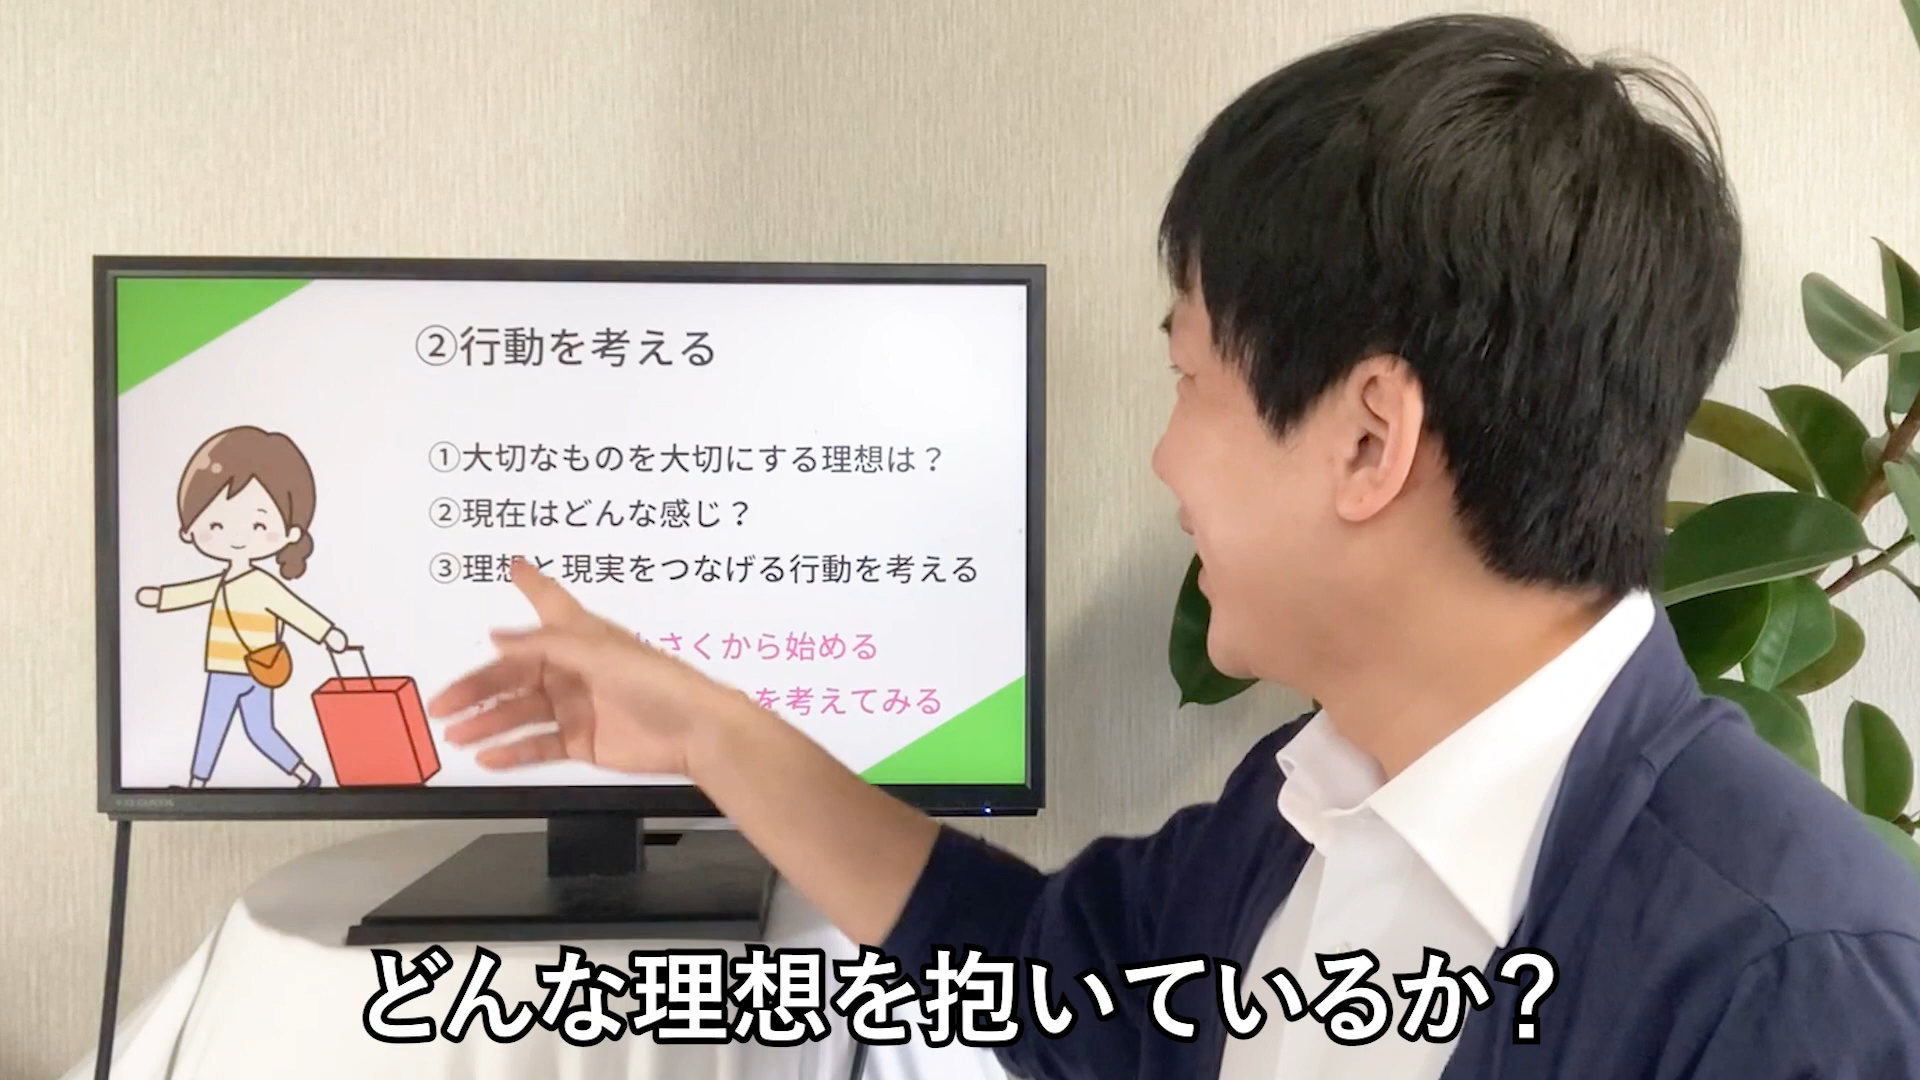 ②行動を考える
①大切なものを大切にする理想は？
②現在はどんな感じ？
③理想と現実をつなげる行動を考える
さくから始める
を考えてみる
どんな理想を抱いているか?